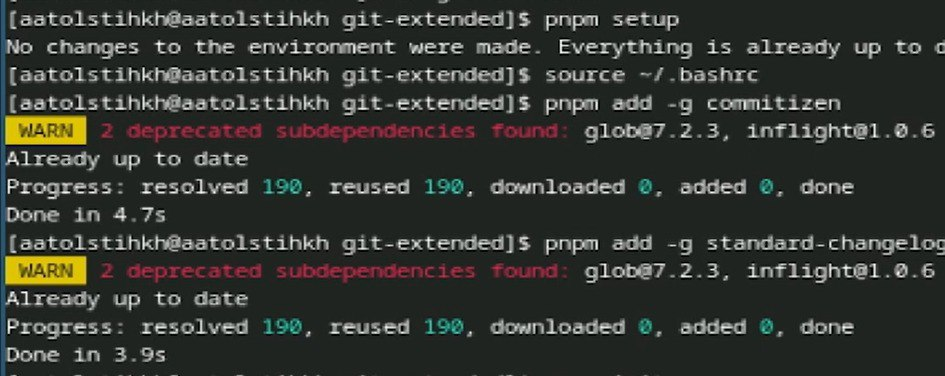 [aatolstihkh@aatolstihkh git-extended]$ pnpm setup
No changes to the environment were made. Everything is already up to d
[aatolstihkh@aatolstihkh git-extended]$ source ~/.bashrc
[aatolstihkh@aatolstihkh git-extended]$ pnpm add -g commitizen
WARN 2 deprecated subdependencies found: glob@7.2.3, inflight@1.0.6
Already up to date
Progress: resolved 190, reused 190, downloaded 0, added 0, done
Done in 4.7s
[aatolstihkh@aatolstihkh git-extended]$ pnpm add -g standard-changelog
WARN 2 deprecated subdependencies found: glob@7.2.3, inflight@1.0.6
Already up to date
Progress: resolved 190, reused 190, downloaded 0, added 0, done
Done in 3.9s